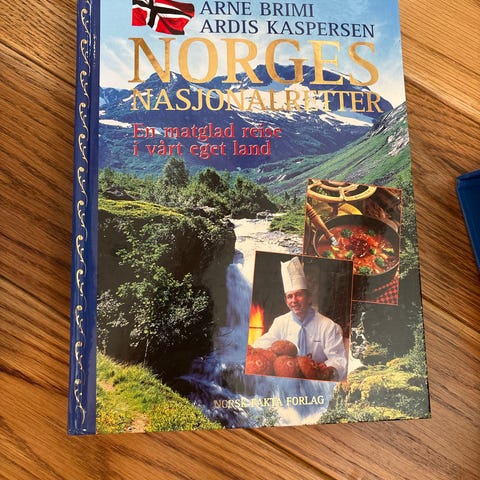 ARNE BRIMI
ARDIS KASPERSEN
NORGES
NASJONALRETTER
En matglad reise
i vårt eget land
NORSK FAKTA FORLAG